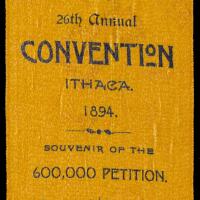 26th Annual
CONVENTION
ITHACA.
1894.
SOUVENIR OF THE
600,000 PETITION.